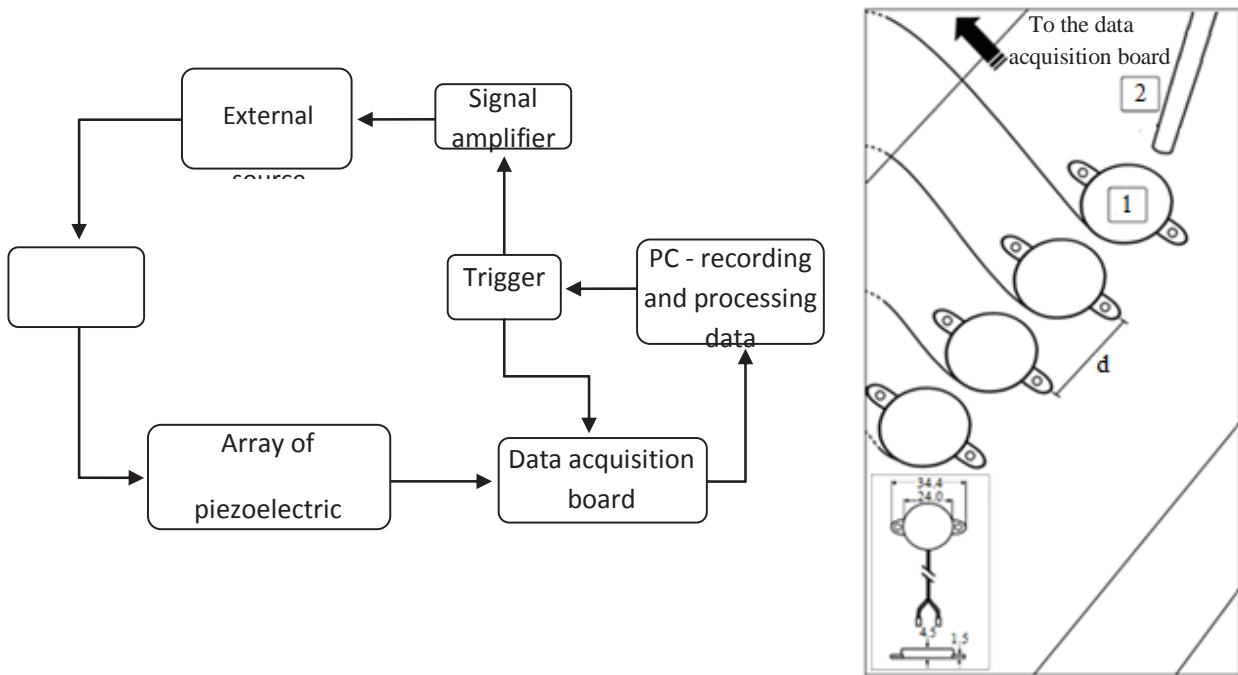 External
source
Signal
amplifier
Trigger
PC - recording
and processing
data
Array of
piezoelectric
Data acquisition
board
To the data
acquisition board
2
1
d
34.4
24.0
4.5
1.5